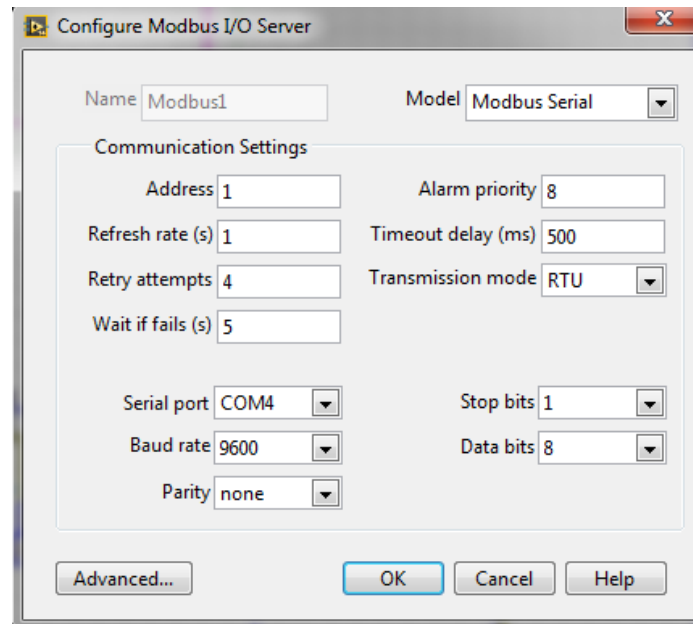 Configure Modbus I/O Server
Name Modbus1 Model Modbus Serial
Communication Settings
Address 1 Alarm priority 8
Refresh rate (s) 1 Timeout delay (ms) 500
Retry attempts 4 Transmission mode RTU
Wait if fails (s) 5
Serial port COM4 Stop bits 1
Baud rate 9600 Data bits 8
Parity none
Advanced... OK Cancel Help